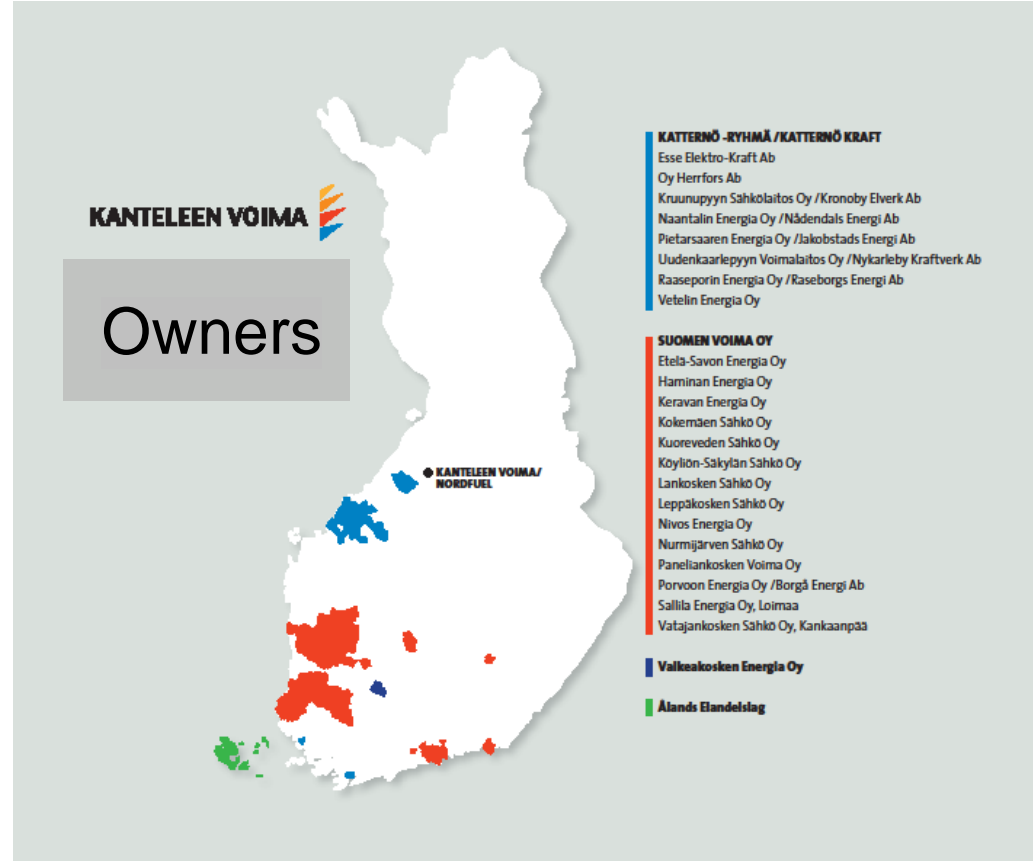 KANTELEEN VOIMA
Owners
KANTELEEN VOIMA/
NORDFUEL
KATTERNÖ -RYHMÄ /KATTERNÖ KRAFT
Esse Elektro-Kraft Ab
Oy Herrfors Ab
Kruunupyyn Sähkölaitos Oy /Kronoby Elverk Ab
Naantalin Energia Oy /Nådendals Energi Ab
Pietarsaaren Energia Oy /Jakobstads Energi Ab
Uudenkaarlepyyn Voimalaitos Oy /Nykarleby Kraftverk Ab
Raaseporin Energia Oy /Raseborgs Energi Ab
Vetelin Energia Oy
SUOMEN VOIMA OY
Etelä-Savon Energia Oy
Haminan Energia Oy
Keravan Energia Oy
Kokemäen Sähkö Oy
Kuoreveden Sähkö Oy
Köyliön-Säkylän Sähkö Oy
Lankosken Sähkö Oy
Leppäkosken Sähkö Oy
Nivos Energia Oy
Nurmijärven Sähkö Oy
Paneliankosken Voima Oy
Porvoon Energia Oy /Borgå Energi Ab
Sallila Energia Oy, Loimaa
Vatajankosken Sähkö Oy, Kankaanpää
Valkeakosken Energia Oy
Ålands Elandelslag